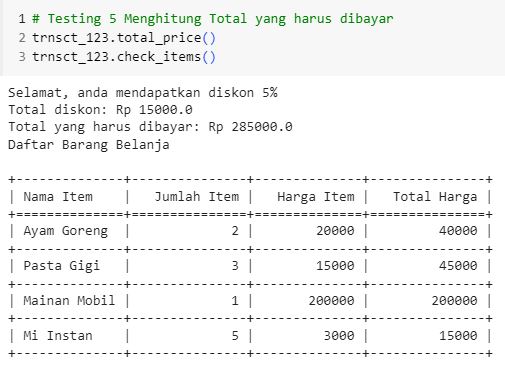 1 # Testing 5 Menghitung Total yang harus dibayar
2 trnsct_123.total_price()
3 trnsct_123.check_items()
Selamat, anda mendapatkan diskon 5%
Total diskon: Rp 15000.0
Total yang harus dibayar: Rp 285000.0
Daftar Barang Belanja
+--------------+---------------+--------------+---------------+
| Nama Item    |   Jumlah Item |   Harga Item |   Total Harga |
+==============+===============+==============+===============+
| Ayam Goreng  |             2 |        20000 |         40000 |
+--------------+---------------+--------------+---------------+
| Pasta Gigi   |             3 |        15000 |         45000 |
+--------------+---------------+--------------+---------------+
| Mainan Mobil |             1 |       200000 |        200000 |
+--------------+---------------+--------------+---------------+
| Mi Instan    |             5 |         3000 |         15000 |
+--------------+---------------+--------------+---------------+